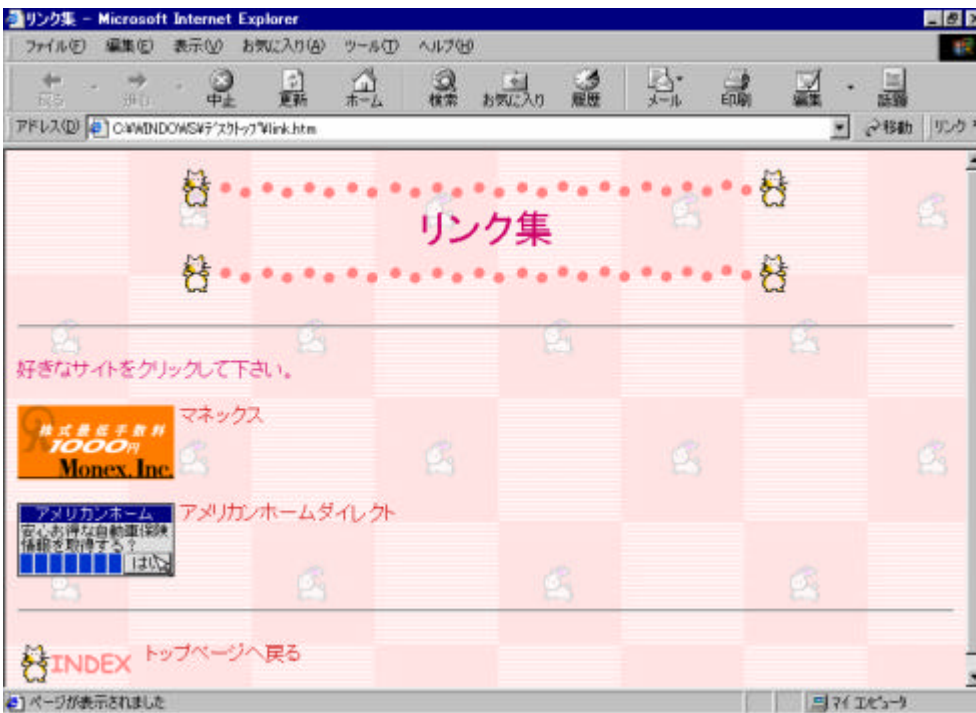 リンク集 - Microsoft Internet Explorer
ファイル(F) 編集(E) 表示(V) お気に入り(A) ツール(T) ヘルプ(H)
戻る 進む 中止 更新 ホーム 検索 お気に入り 履歴 メール 印刷 編集 話題
アドレス(D) C:¥WINDOWS¥デスクトップ¥link.htm 移動 リンク
リンク集
好きなサイトをクリックして下さい。
株式最低手数料
1000円
Monex.Inc.
マネックス
アメリカンホーム
安心お得な自動車保険
情報を取得する?
はい
アメリカンホームダイレクト
INDEX トップページへ戻る
ページが表示されました マイ コンピュータ